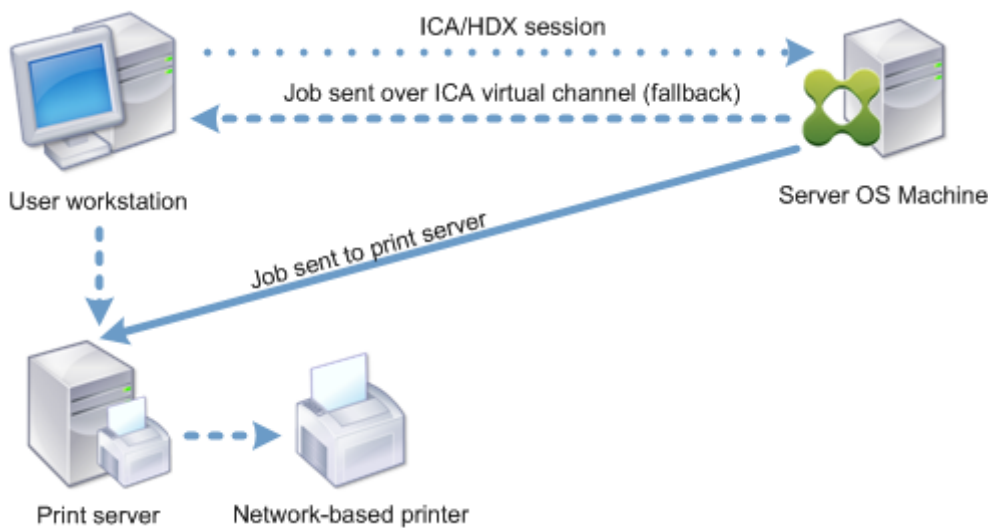 ICA/HDX session
Job sent over ICA virtual channel (fallback)
User workstation
Server OS Machine
Job sent to print server
Print server
Network-based printer